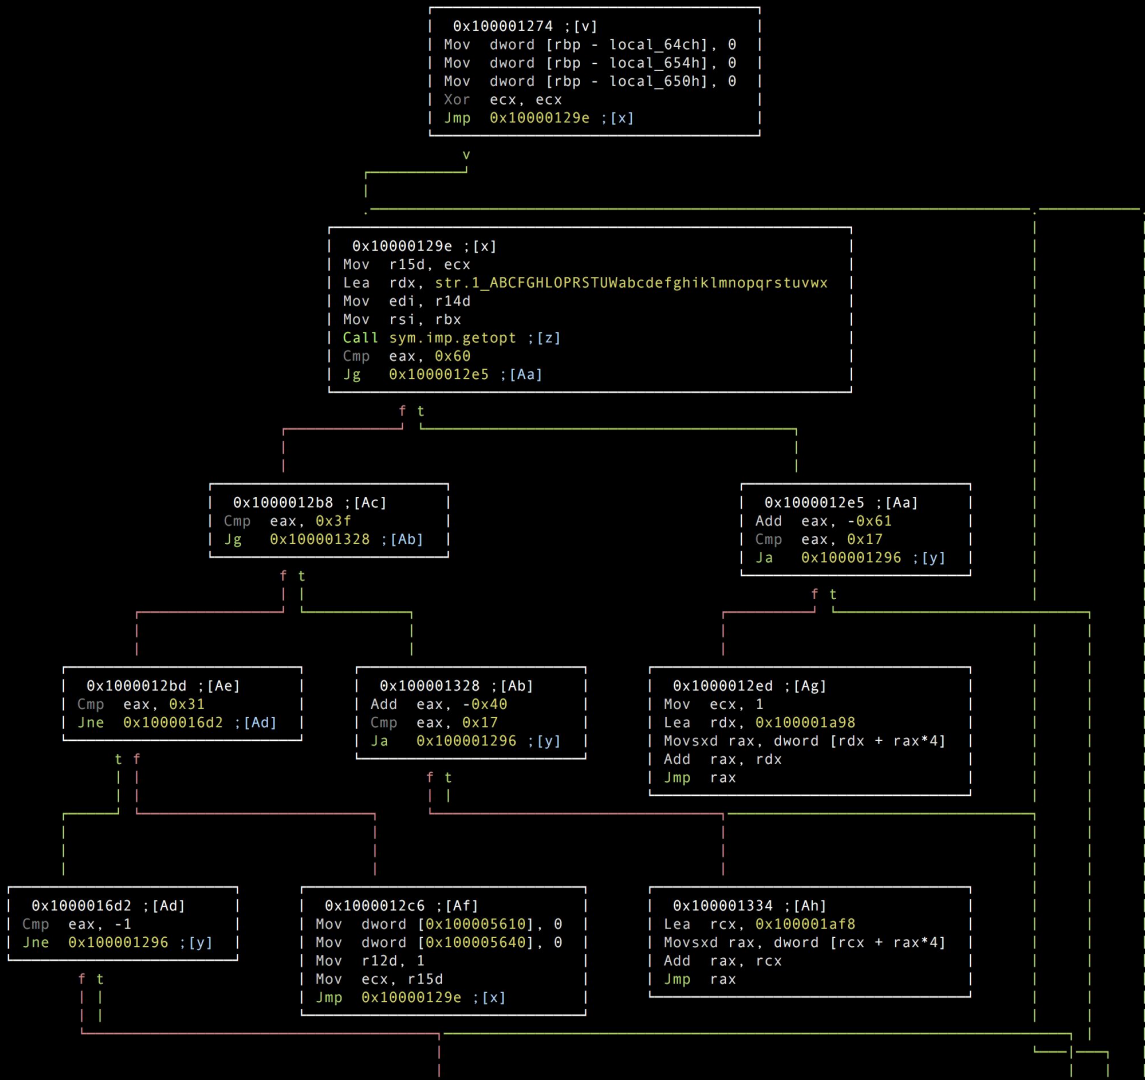 0x100001274 ;[v]
Mov dword [rbp - local_64ch], 0
Mov dword [rbp - local_654h], 0
Mov dword [rbp - local_650h], 0
Xor ecx, ecx
Jmp 0x10000129e ;[x]
v
0x10000129e ;[x]
Mov r15d, ecx
Lea rdx, str.1_ABCFGHLOPRSTUWabcdefghiklmnopqrstuvwx
Mov edi, r14d
Mov rsi, rbx
Call sym.imp.getopt ;[z]
Cmp eax, 0x60
Jg 0x1000012e5 ;[Aa]
f t
0x1000012b8 ;[Ac]
Cmp eax, 0x3f
Jg 0x100001328 ;[Ab]
f t
0x1000012e5 ;[Aa]
Add eax, -0x61
Cmp eax, 0x17
Ja 0x100001296 ;[y]
f t
0x1000012bd ;[Ae]
Cmp eax, 0x31
Jne 0x1000016d2 ;[Ad]
t f
0x100001328 ;[Ab]
Add eax, -0x40
Cmp eax, 0x17
Ja 0x100001296 ;[y]
f t
0x1000012ed ;[Ag]
Mov ecx, 1
Lea rdx, 0x100001a98
Movsxd rax, dword [rdx + rax*4]
Add rax, rdx
Jmp rax
0x1000016d2 ;[Ad]
Cmp eax, -1
Jne 0x100001296 ;[y]
f t
0x1000012c6 ;[Af]
Mov dword [0x100005610], 0
Mov dword [0x100005640], 0
Mov r12d, 1
Mov ecx, r15d
Jmp 0x10000129e ;[x]
0x100001334 ;[Ah]
Lea rcx, 0x100001af8
Movsxd rax, dword [rcx + rax*4]
Add rax, rcx
Jmp rax